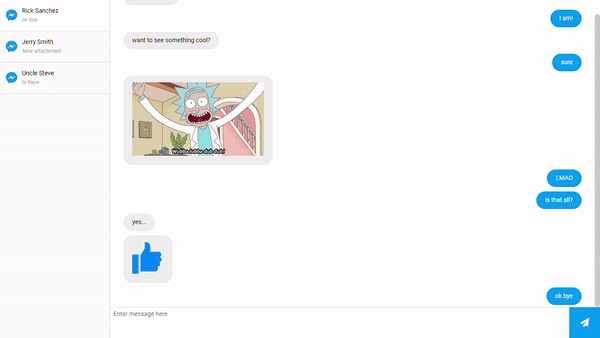 Rick Sanchez
ok bye
Jerry Smith
New attachment
Uncle Steve
hi there
I am!
want to see something cool?
sure
Wubba lubba dub dub!
LMAO
is that all?
yes...
ok bye
Enter message here